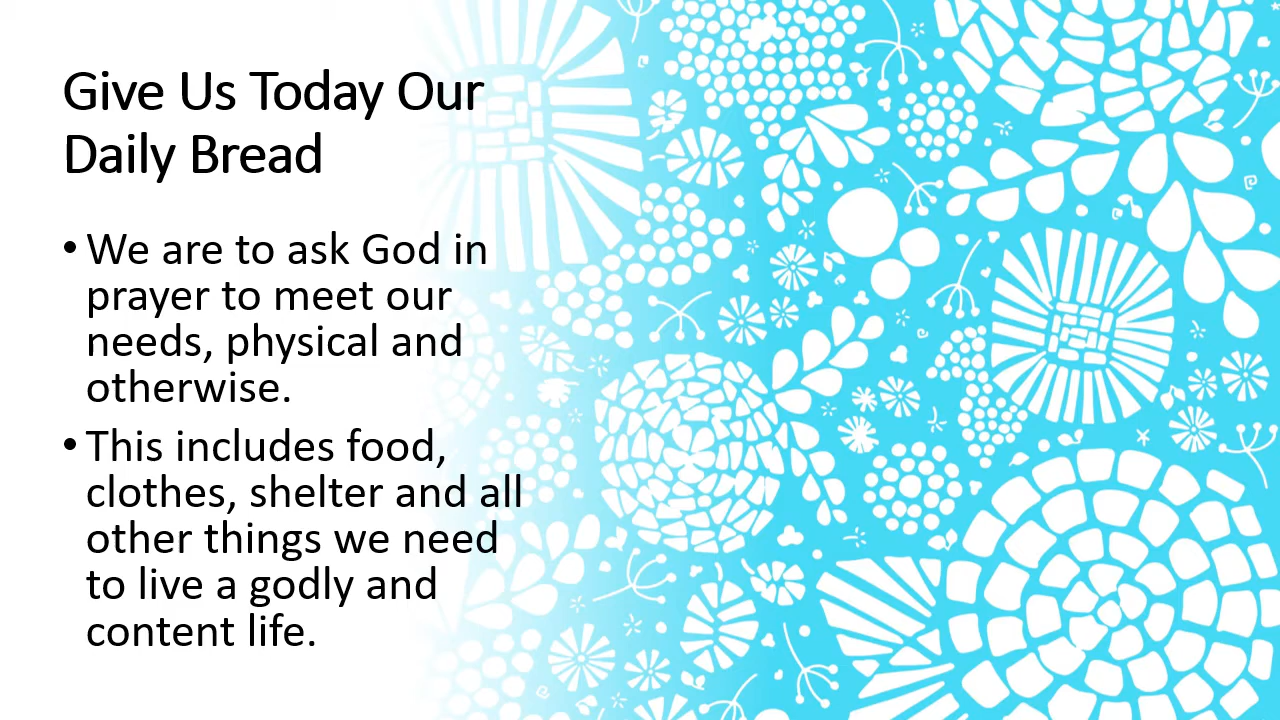 Give Us Today Our
Daily Bread
• We are to ask God in
prayer to meet our
needs, physical and
otherwise.
• This includes food,
clothes, shelter and all
other things we need
to live a godly and
content life.